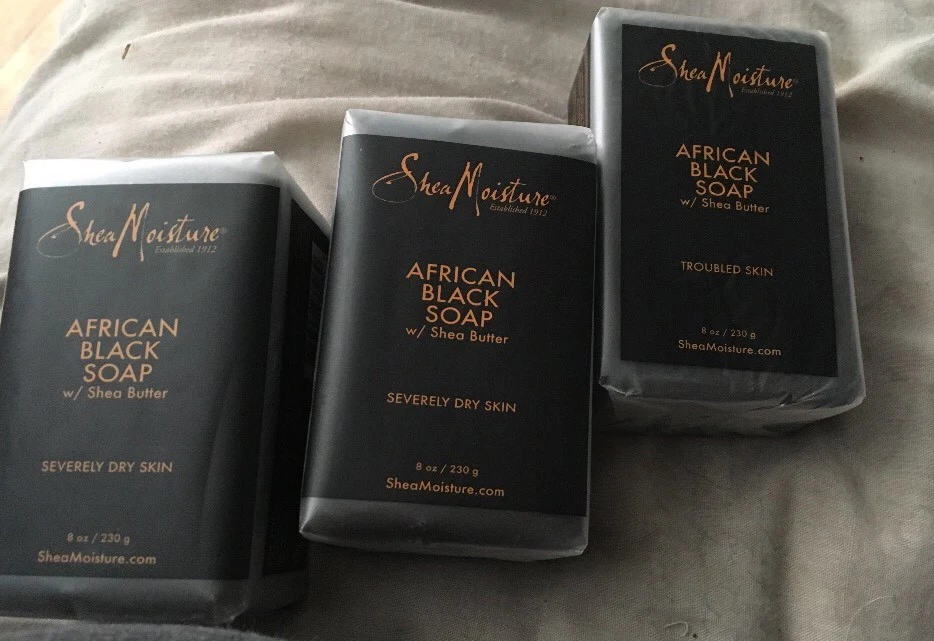 SheaMoisture®
Established 1912
AFRICAN
BLACK
SOAP
w/ Shea Butter
SEVERELY DRY SKIN
8 oz / 230 g
SheaMoisture.com
SheaMoisture®
Established 1912
AFRICAN
BLACK
SOAP
w/ Shea Butter
SEVERELY DRY SKIN
8 oz / 230 g
SheaMoisture.com
SheaMoisture®
Established 1912
AFRICAN
BLACK
SOAP
w/ Shea Butter
TROUBLED SKIN
8 oz / 230 g
SheaMoisture.com